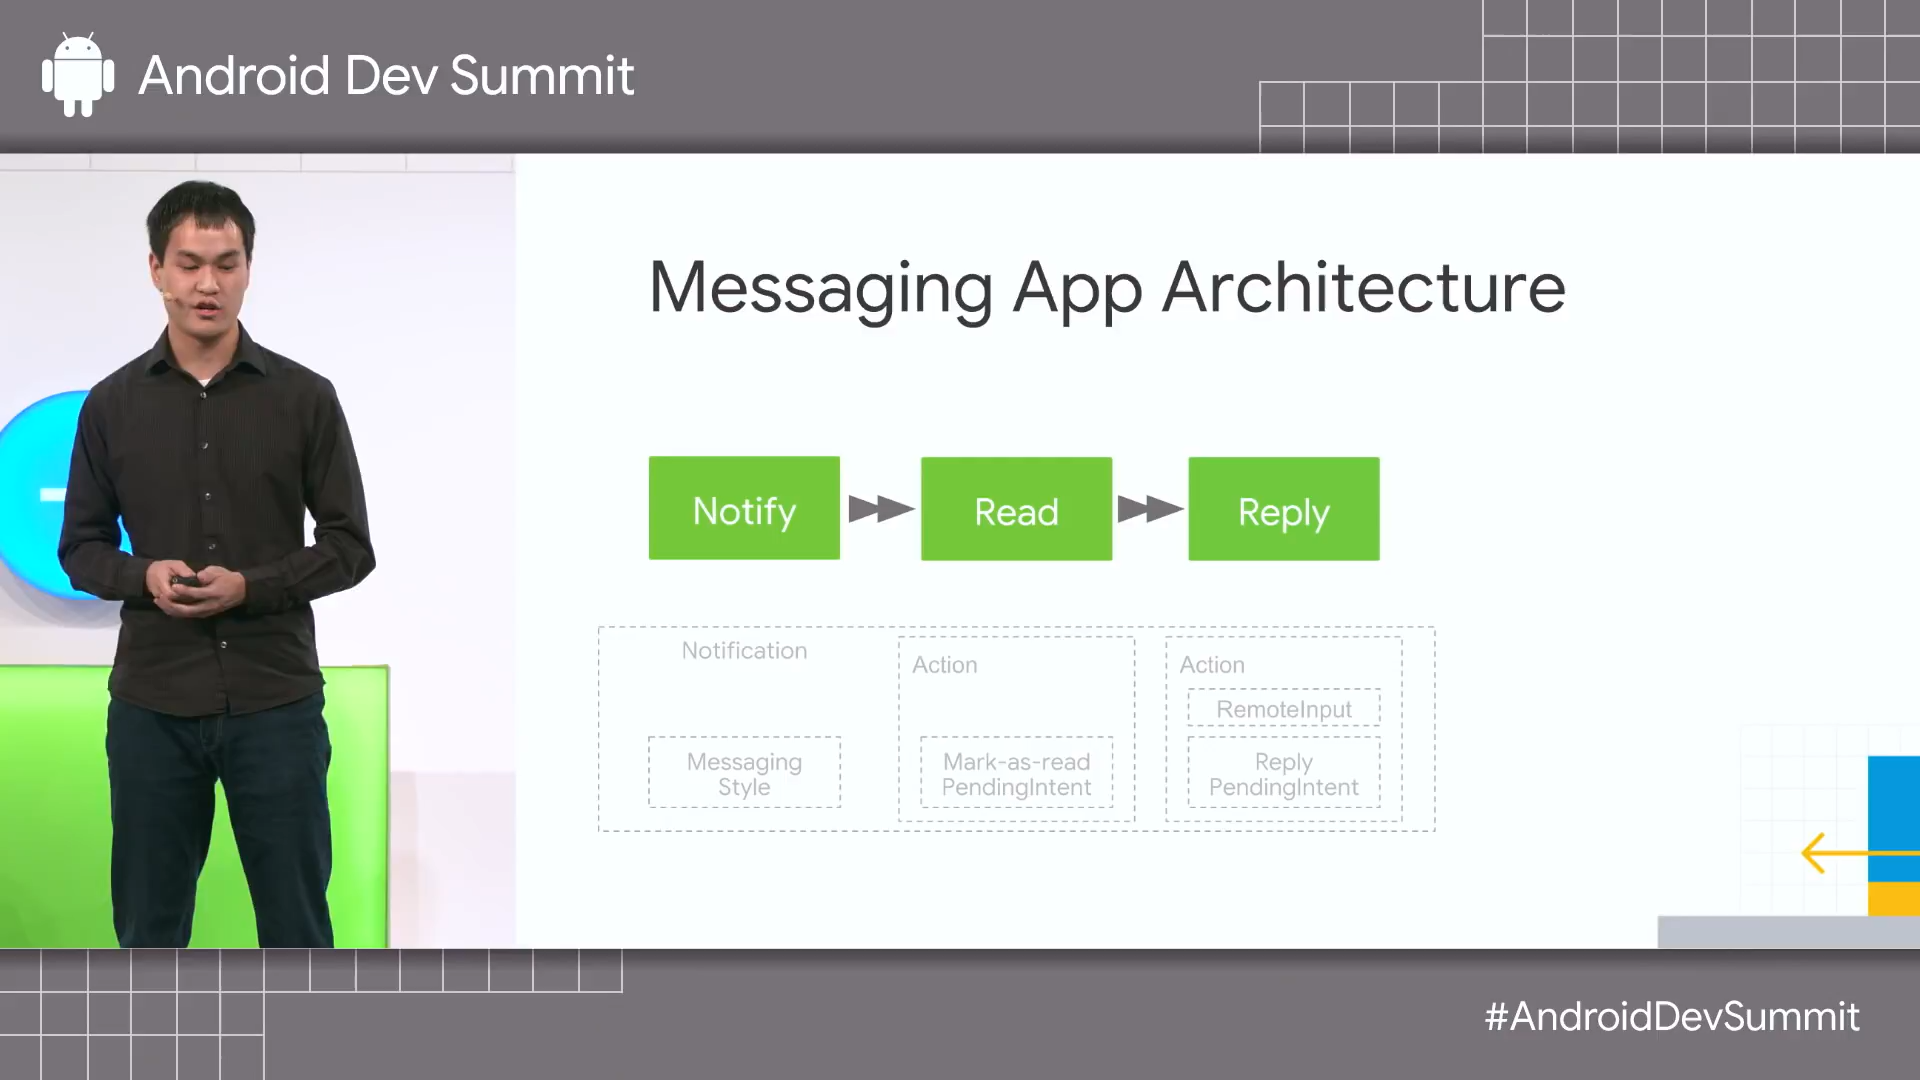 Android Dev Summit
Messaging App Architecture
Notify
Read
Reply
Notification
Action
Action
RemoteInput
Messaging
Style
Mark-as-read
PendingIntent
Reply
PendingIntent
#AndroidDevSummit